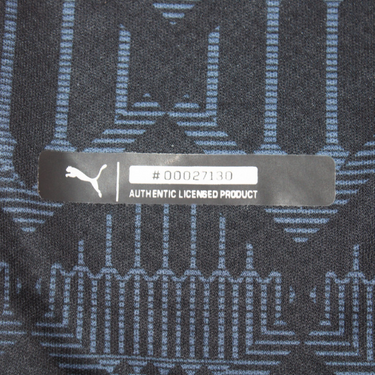 #00027130
AUTHENTIC LICENSED PRODUCT